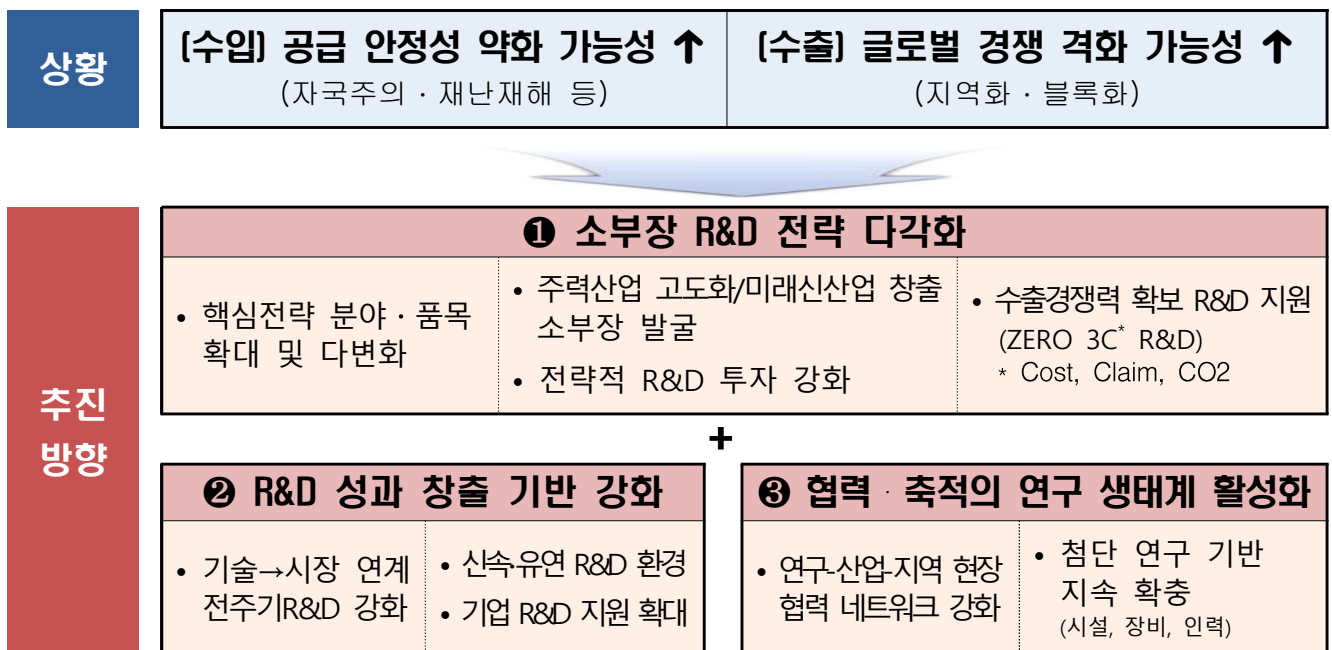 상황
(수입) 공급 안정성 약화 가능성 ↑
(자국주의 · 재난재해 등)
(수출) 글로벌 경쟁 격화 가능성 ↑
(지역화 · 블록화)
추진
방향
❶ 소부장 R&D 전략 다각화
• 핵심전략 분야 · 품목
확대 및 다변화
• 주력산업 고도화/미래신산업 창출
소부장 발굴
• 전략적 R&D 투자 강화
• 수출경쟁력 확보 R&D 지원
(ZERO 3C* R&D)
* Cost, Claim, CO2
+
❷ R&D 성과 창출 기반 강화
• 기술→시장 연계
전주기R&D 강화
• 신속·유연 R&D 환경
• 기업 R&D 지원 확대
❸ 협력 · 축적의 연구 생태계 활성화
• 연구-산업-지역 현장
협력 네트워크 강화
• 첨단 연구 기반
지속 확충
(시설, 장비, 인력)